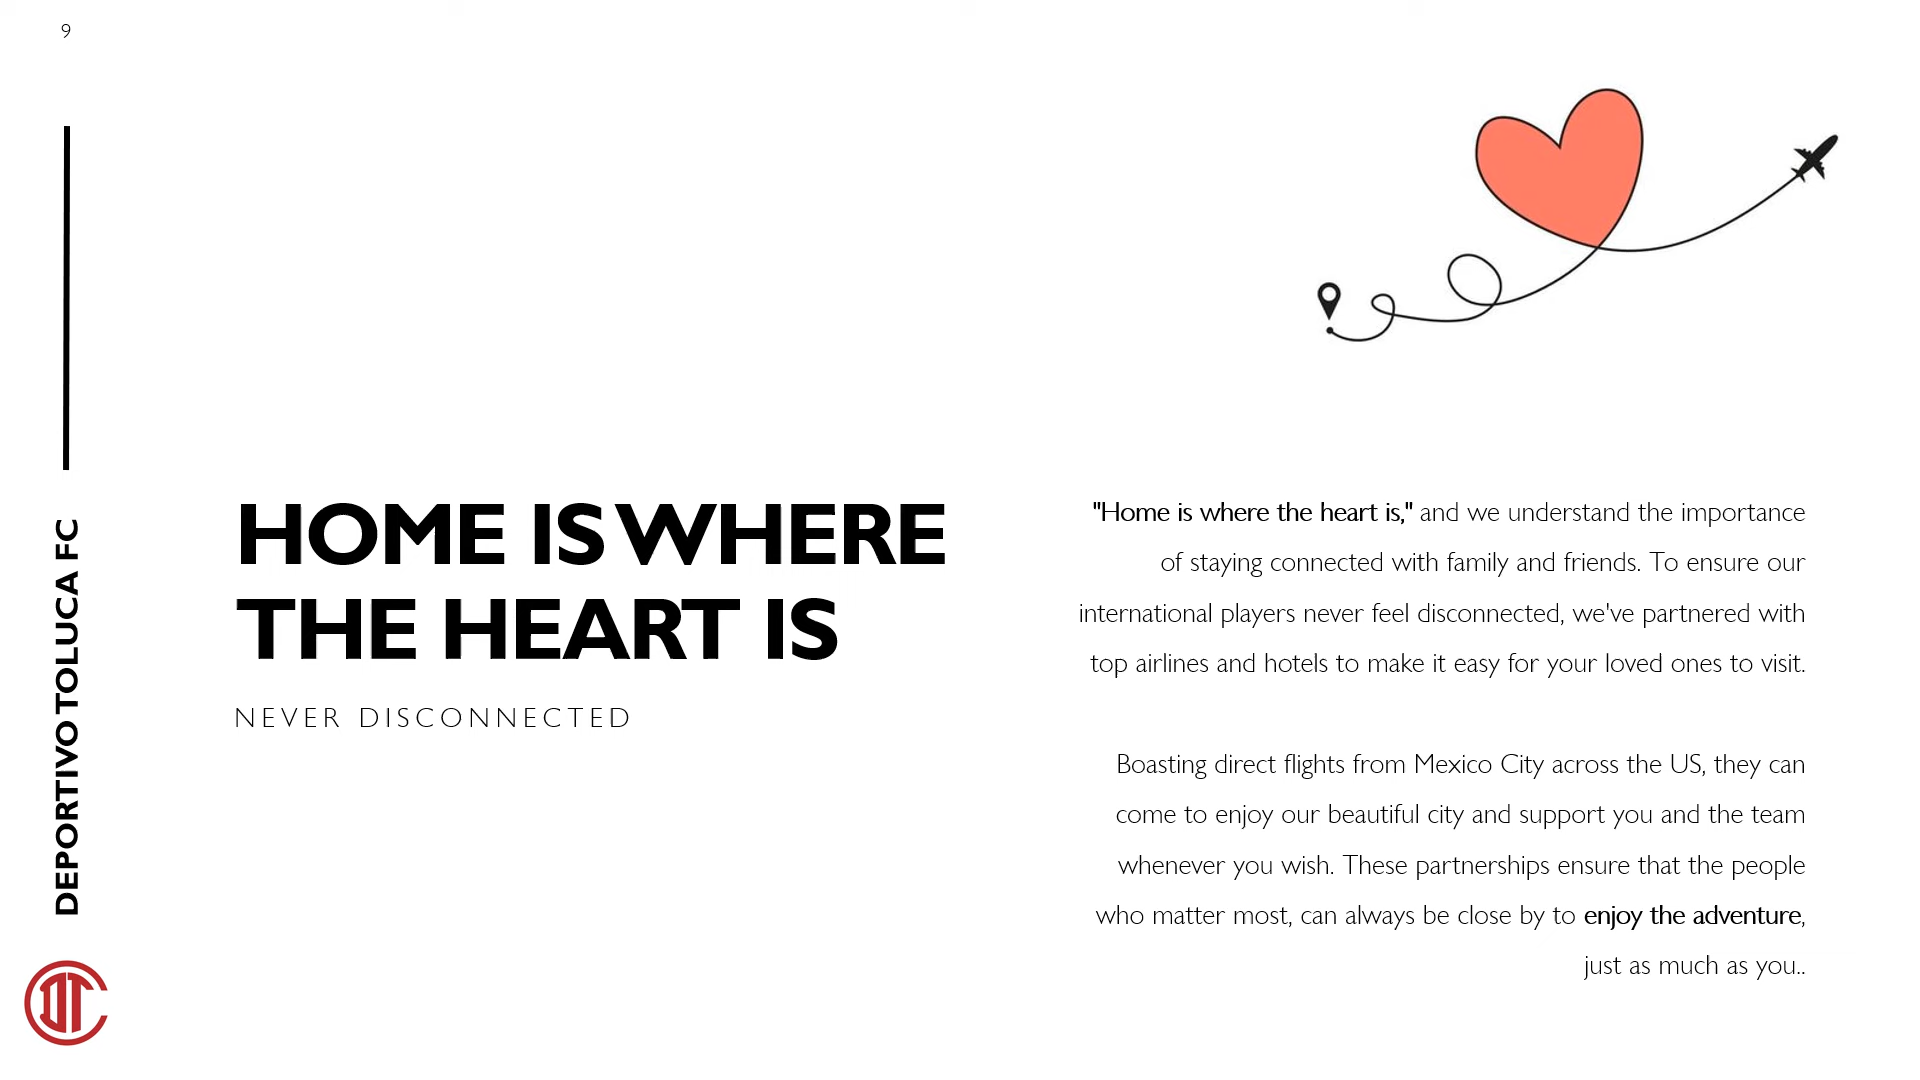 9
DEPORTIVO TOLUCA FC
HOME IS WHERE
THE HEART IS
NEVER DISCONNECTED
"Home is where the heart is," and we understand the importance
of staying connected with family and friends. To ensure our
international players never feel disconnected, we've partnered with
top airlines and hotels to make it easy for your loved ones to visit.
Boasting direct flights from Mexico City across the US, they can
come to enjoy our beautiful city and support you and the team
whenever you wish. These partnerships ensure that the people
who matter most, can always be close by to enjoy the adventure,
just as much as you..